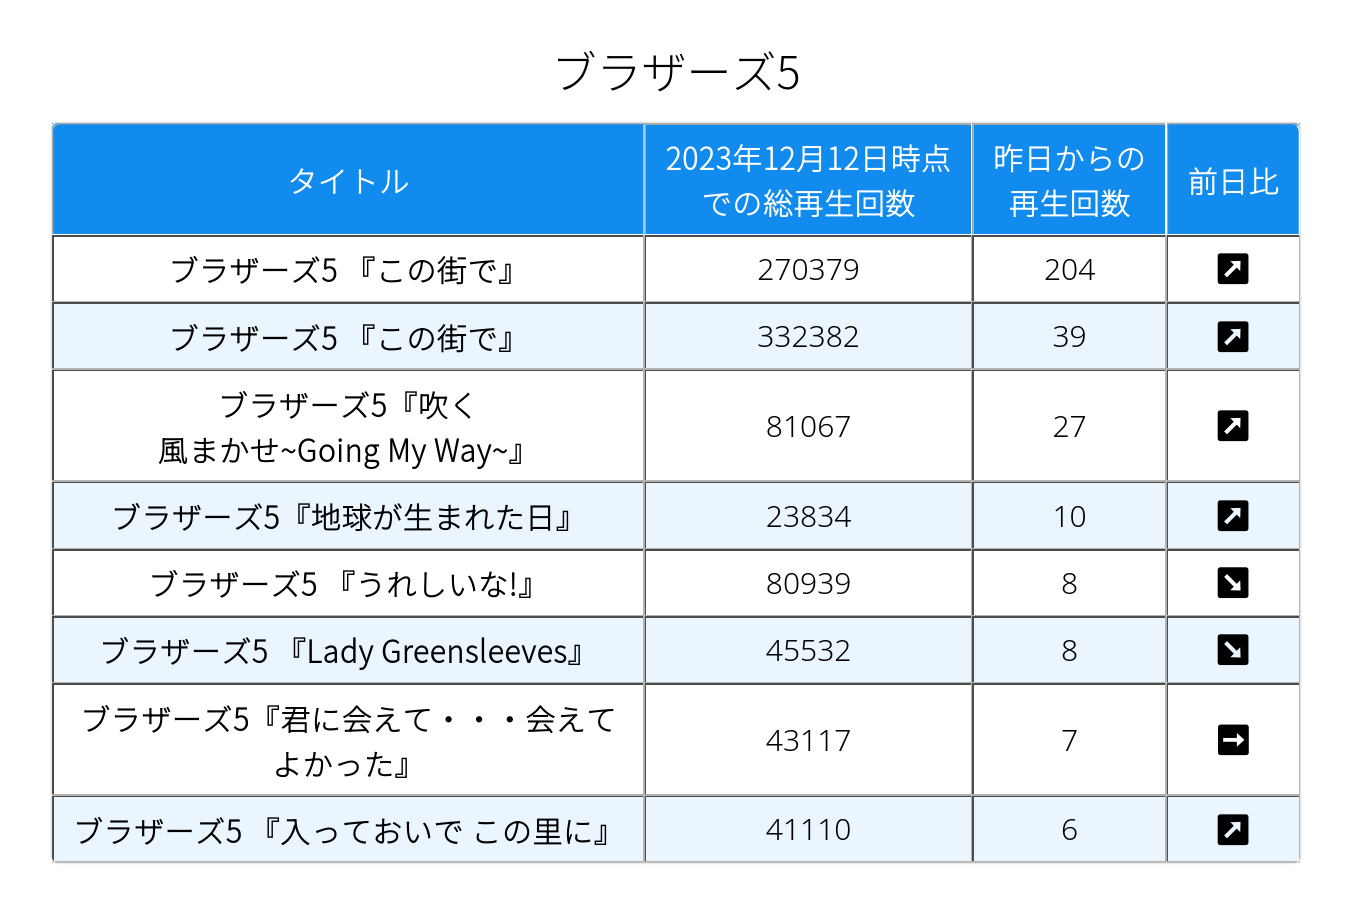 ブラザーズ5
タイトル
2023年12月12日時点
での総再生回数
昨日からの
再生回数
前日比
ブラザーズ5 『この街で』
270379
204
ブラザーズ5 『この街で』
332382
39
ブラザーズ5『吹く
風まかせ~Going My Way~』
81067
27
ブラザーズ5『地球が生まれた日』
23834
10
ブラザーズ5 『うれしいな!』
80939
8
ブラザーズ5 『Lady Greensleeves』
45532
8
ブラザーズ5『君に会えて・・・会えて
よかった』
43117
7
ブラザーズ5 『入っておいで この里に』
41110
6